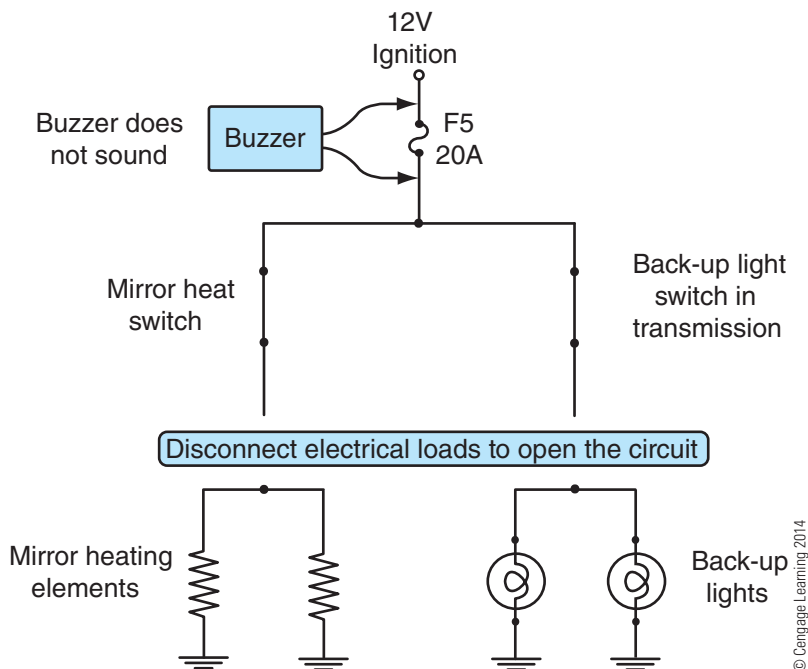 12V
Ignition
Buzzer does
not sound
Buzzer
F5
20A
Mirror heat
switch
Back-up light
switch in
transmission
Disconnect electrical loads to open the circuit
Mirror heating
elements
Back-up
lights
© Cengage Learning 2014